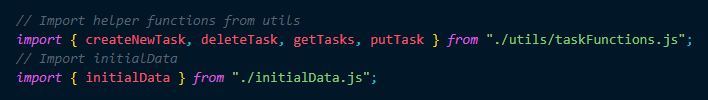 // Import helper functions from utils
import { createNewTask, deleteTask, getTasks, putTask } from "./utils/taskFunctions.js";
// Import initialData
import { initialData } from "./initialData.js";